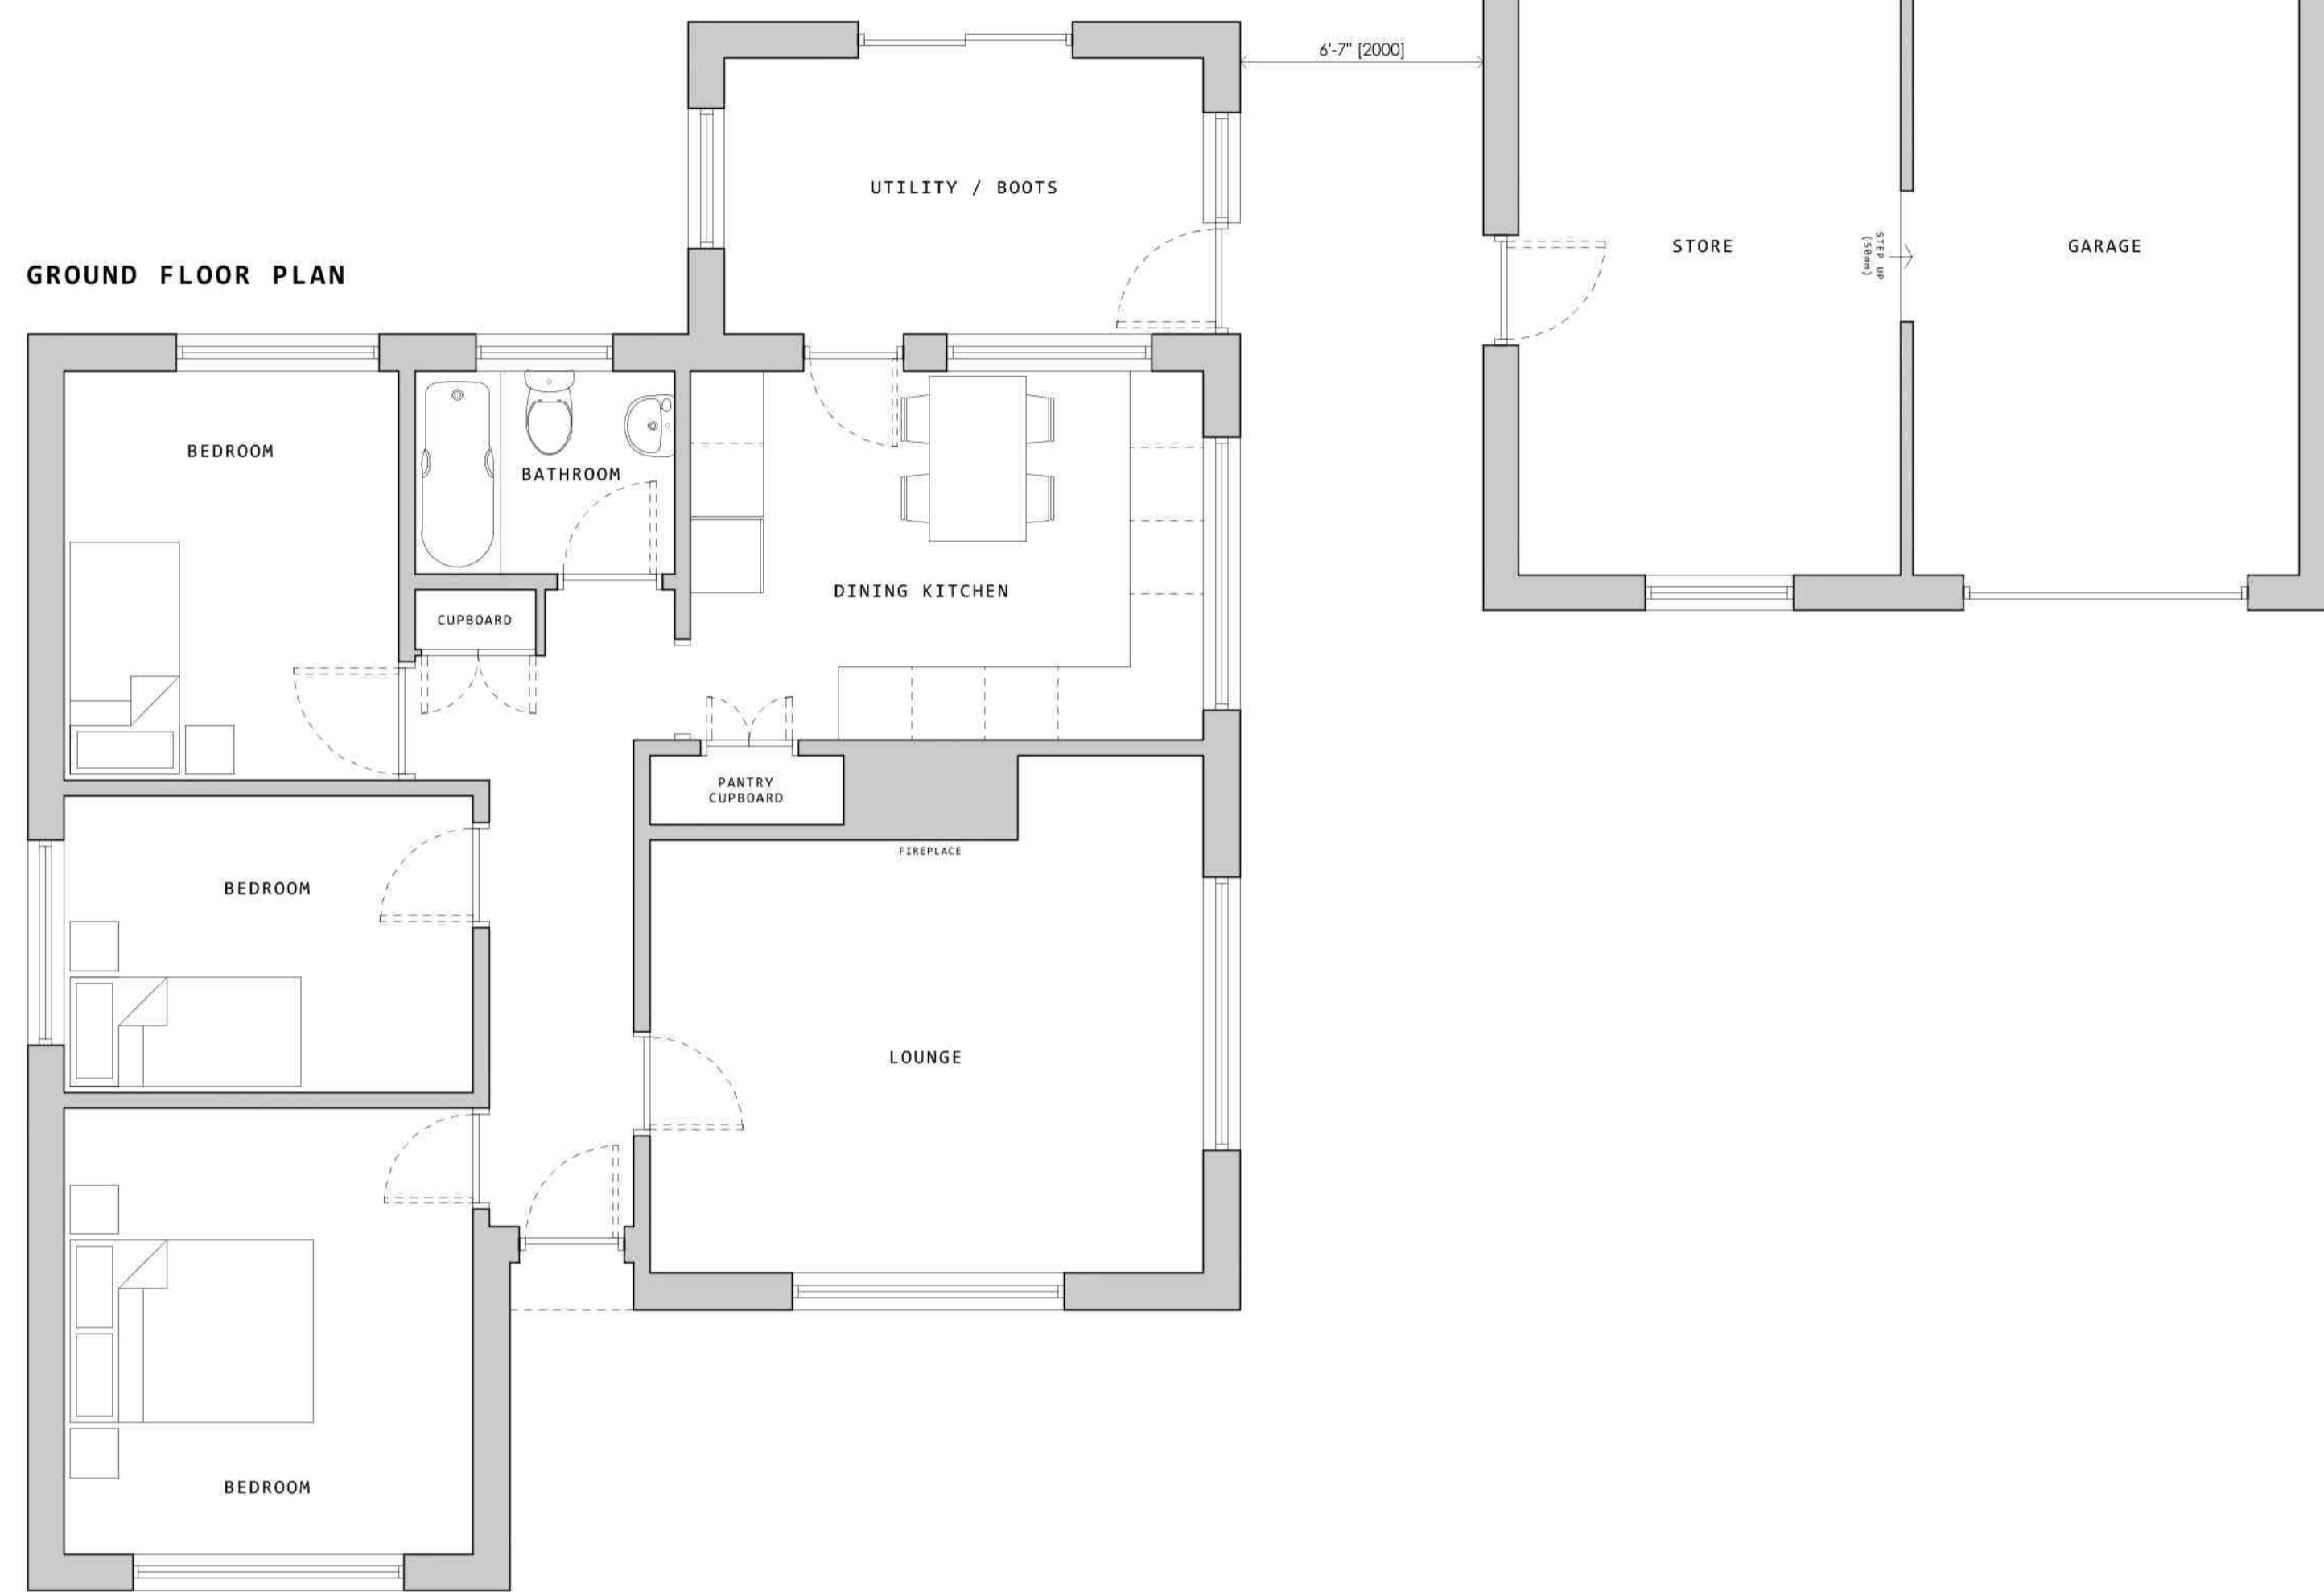 6'-7" [2000]
UTILITY / BOOTS
GROUND FLOOR PLAN
STORE
STEP UP
(50mm)
GARAGE
BEDROOM
BATHROOM
DINING KITCHEN
CUPBOARD
PANTRY
CUPBOARD
FIREPLACE
BEDROOM
LOUNGE
BEDROOM